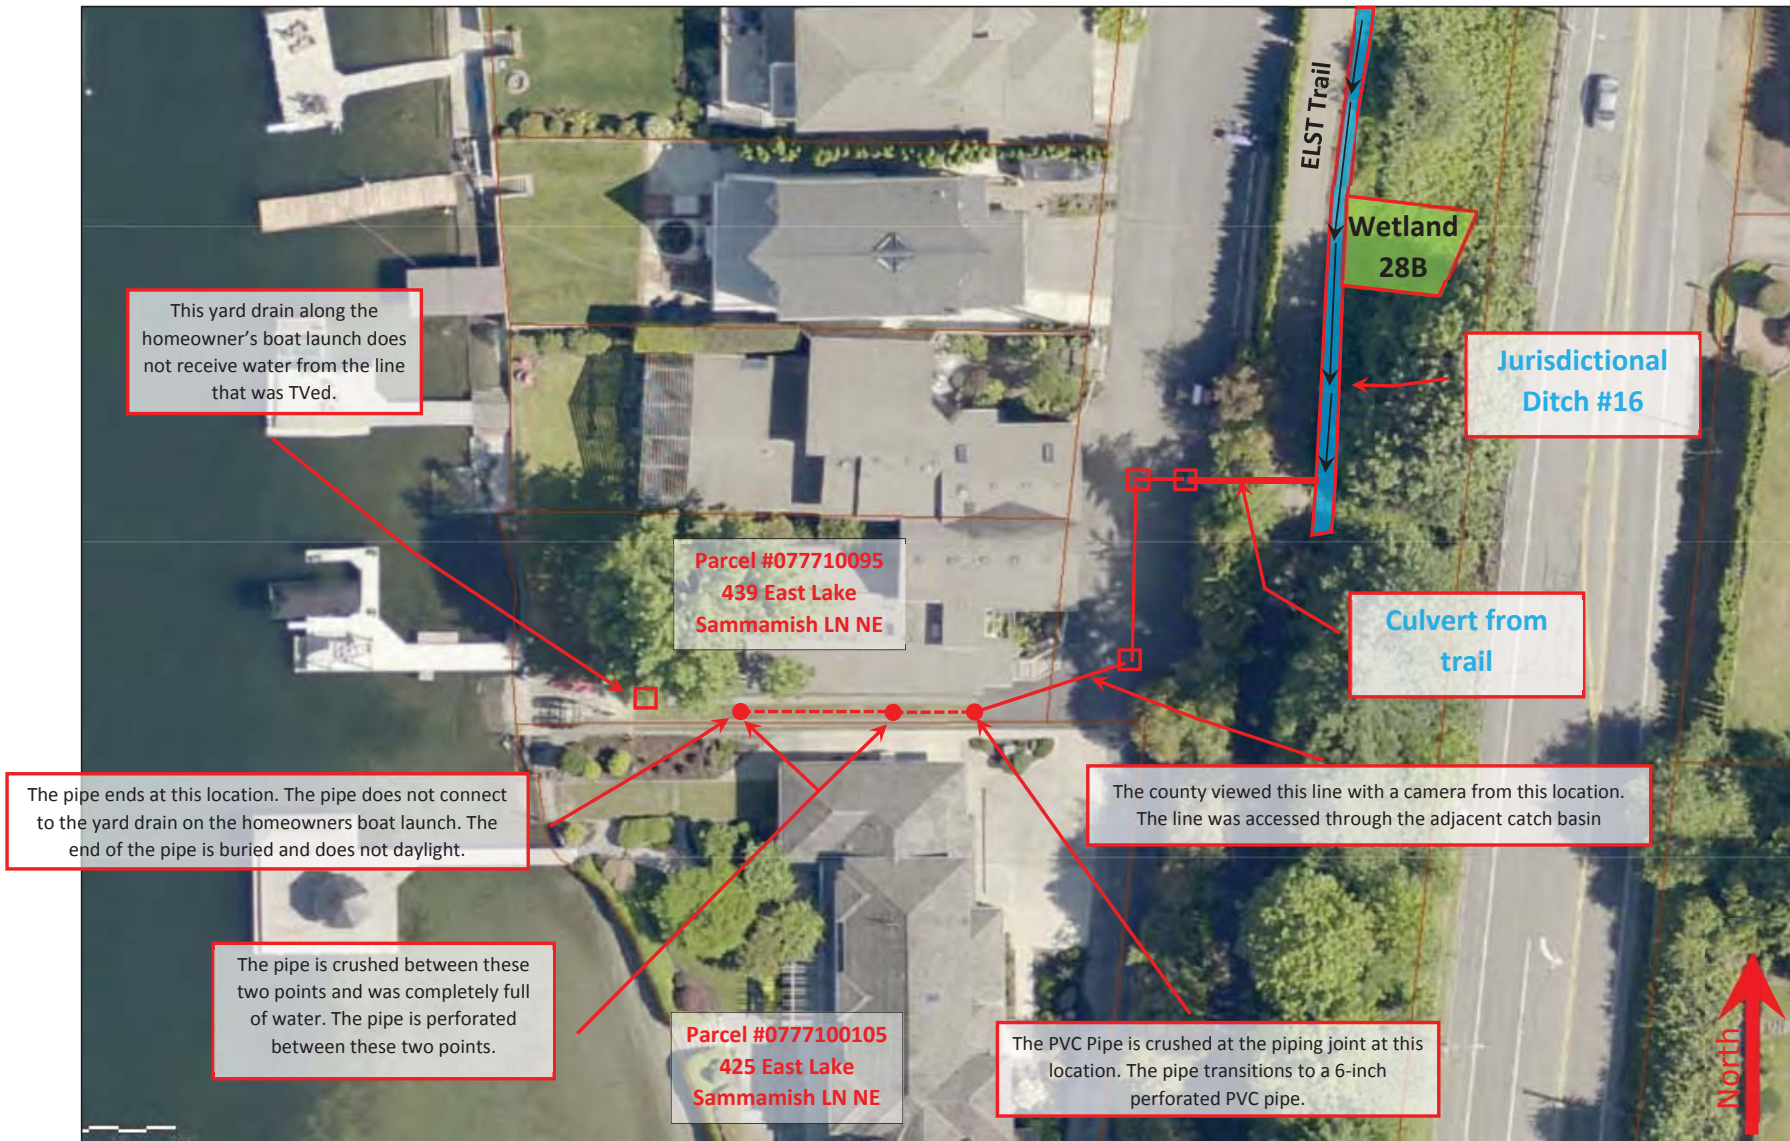 ELST Trail
Wetland
28B
This yard drain along the
homeowner’s boat launch does
not receive water from the line
that was TVed.
Jurisdictional
Ditch #16
Parcel #077710095
439 East Lake
Sammamish LN NE
Culvert from
trail
The pipe ends at this location. The pipe does not connect
to the yard drain on the homeowners boat launch. The
end of the pipe is buried and does not daylight.
The county viewed this line with a camera from this location.
The line was accessed through the adjacent catch basin
The pipe is crushed between these
two points and was completely full
of water. The pipe is perforated
between these two points.
Parcel #0777100105
425 East Lake
Sammamish LN NE
The PVC Pipe is crushed at the piping joint at this
location. The pipe transitions to a 6-inch
perforated PVC pipe.
North